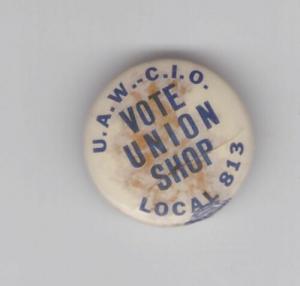 U.A.W.-C.I.O.
VOTE
UNION
SHOP
LOCAL 813